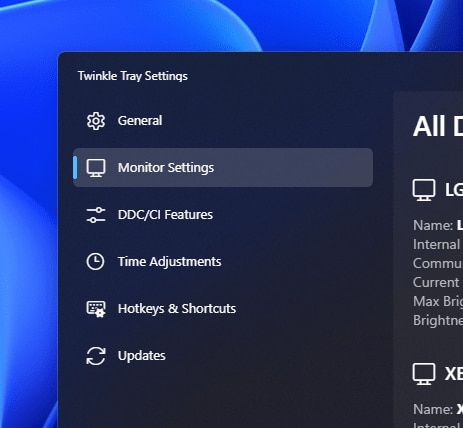 Twinkle Tray Settings
General
Monitor Settings
DDC/CI Features
Time Adjustments
Hotkeys & Shortcuts
Updates
All D
LG
Name: L
Internal
Commu
Current
Max Brig
Brightne
XB
Name: X
Internal